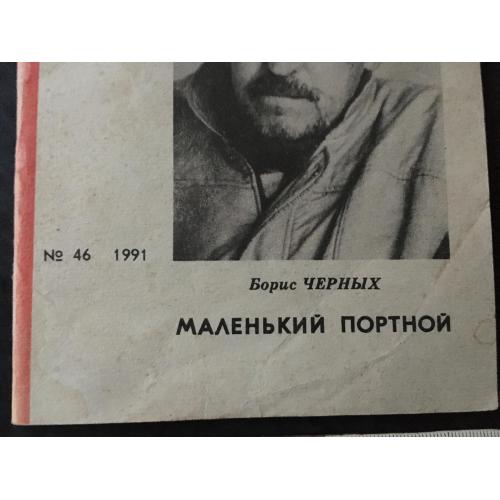 № 46 1991
Борис ЧЕРНЫХ
МАЛЕНЬКИЙ ПОРТНОЙ